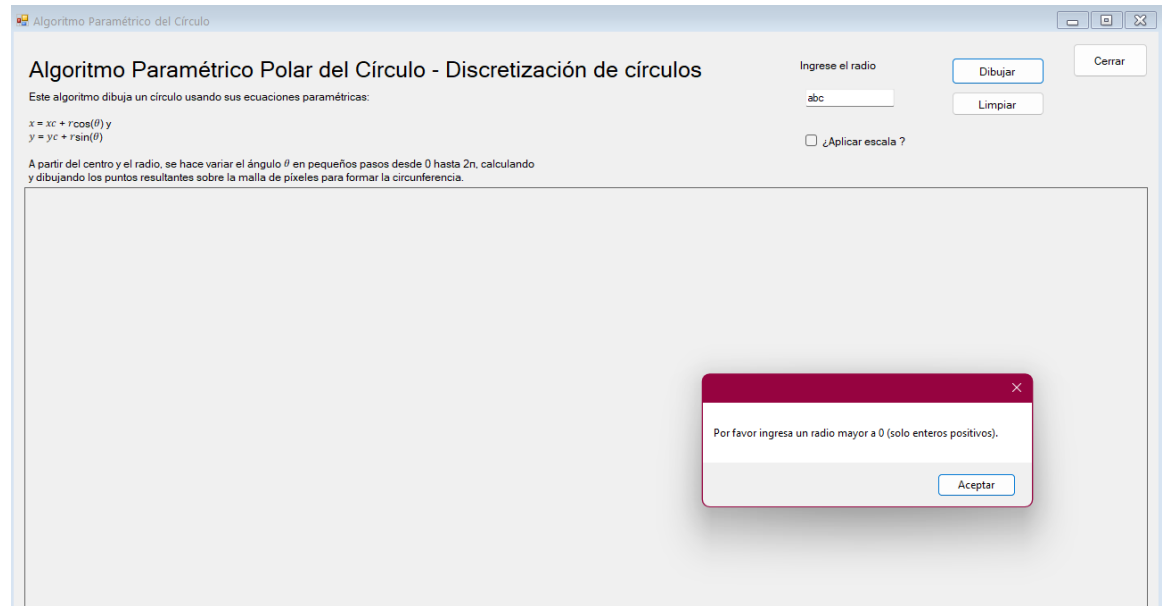 Algoritmo Paramétrico del Círculo
Algoritmo Paramétrico Polar del Círculo - Discretización de círculos
Este algoritmo dibuja un círculo usando sus ecuaciones paramétricas:
x = xc + rcos(θ) y
y = yc + rsin(θ)
A partir del centro y el radio, se hace variar el ángulo θ en pequeños pasos desde 0 hasta 2π, calculando
y dibujando los puntos resultantes sobre la malla de píxeles para formar la circunferencia.
Ingrese el radio
abc
¿Aplicar escala ?
Dibujar
Limpiar
Cerrar
Por favor ingresa un radio mayor a 0 (solo enteros positivos).
Aceptar